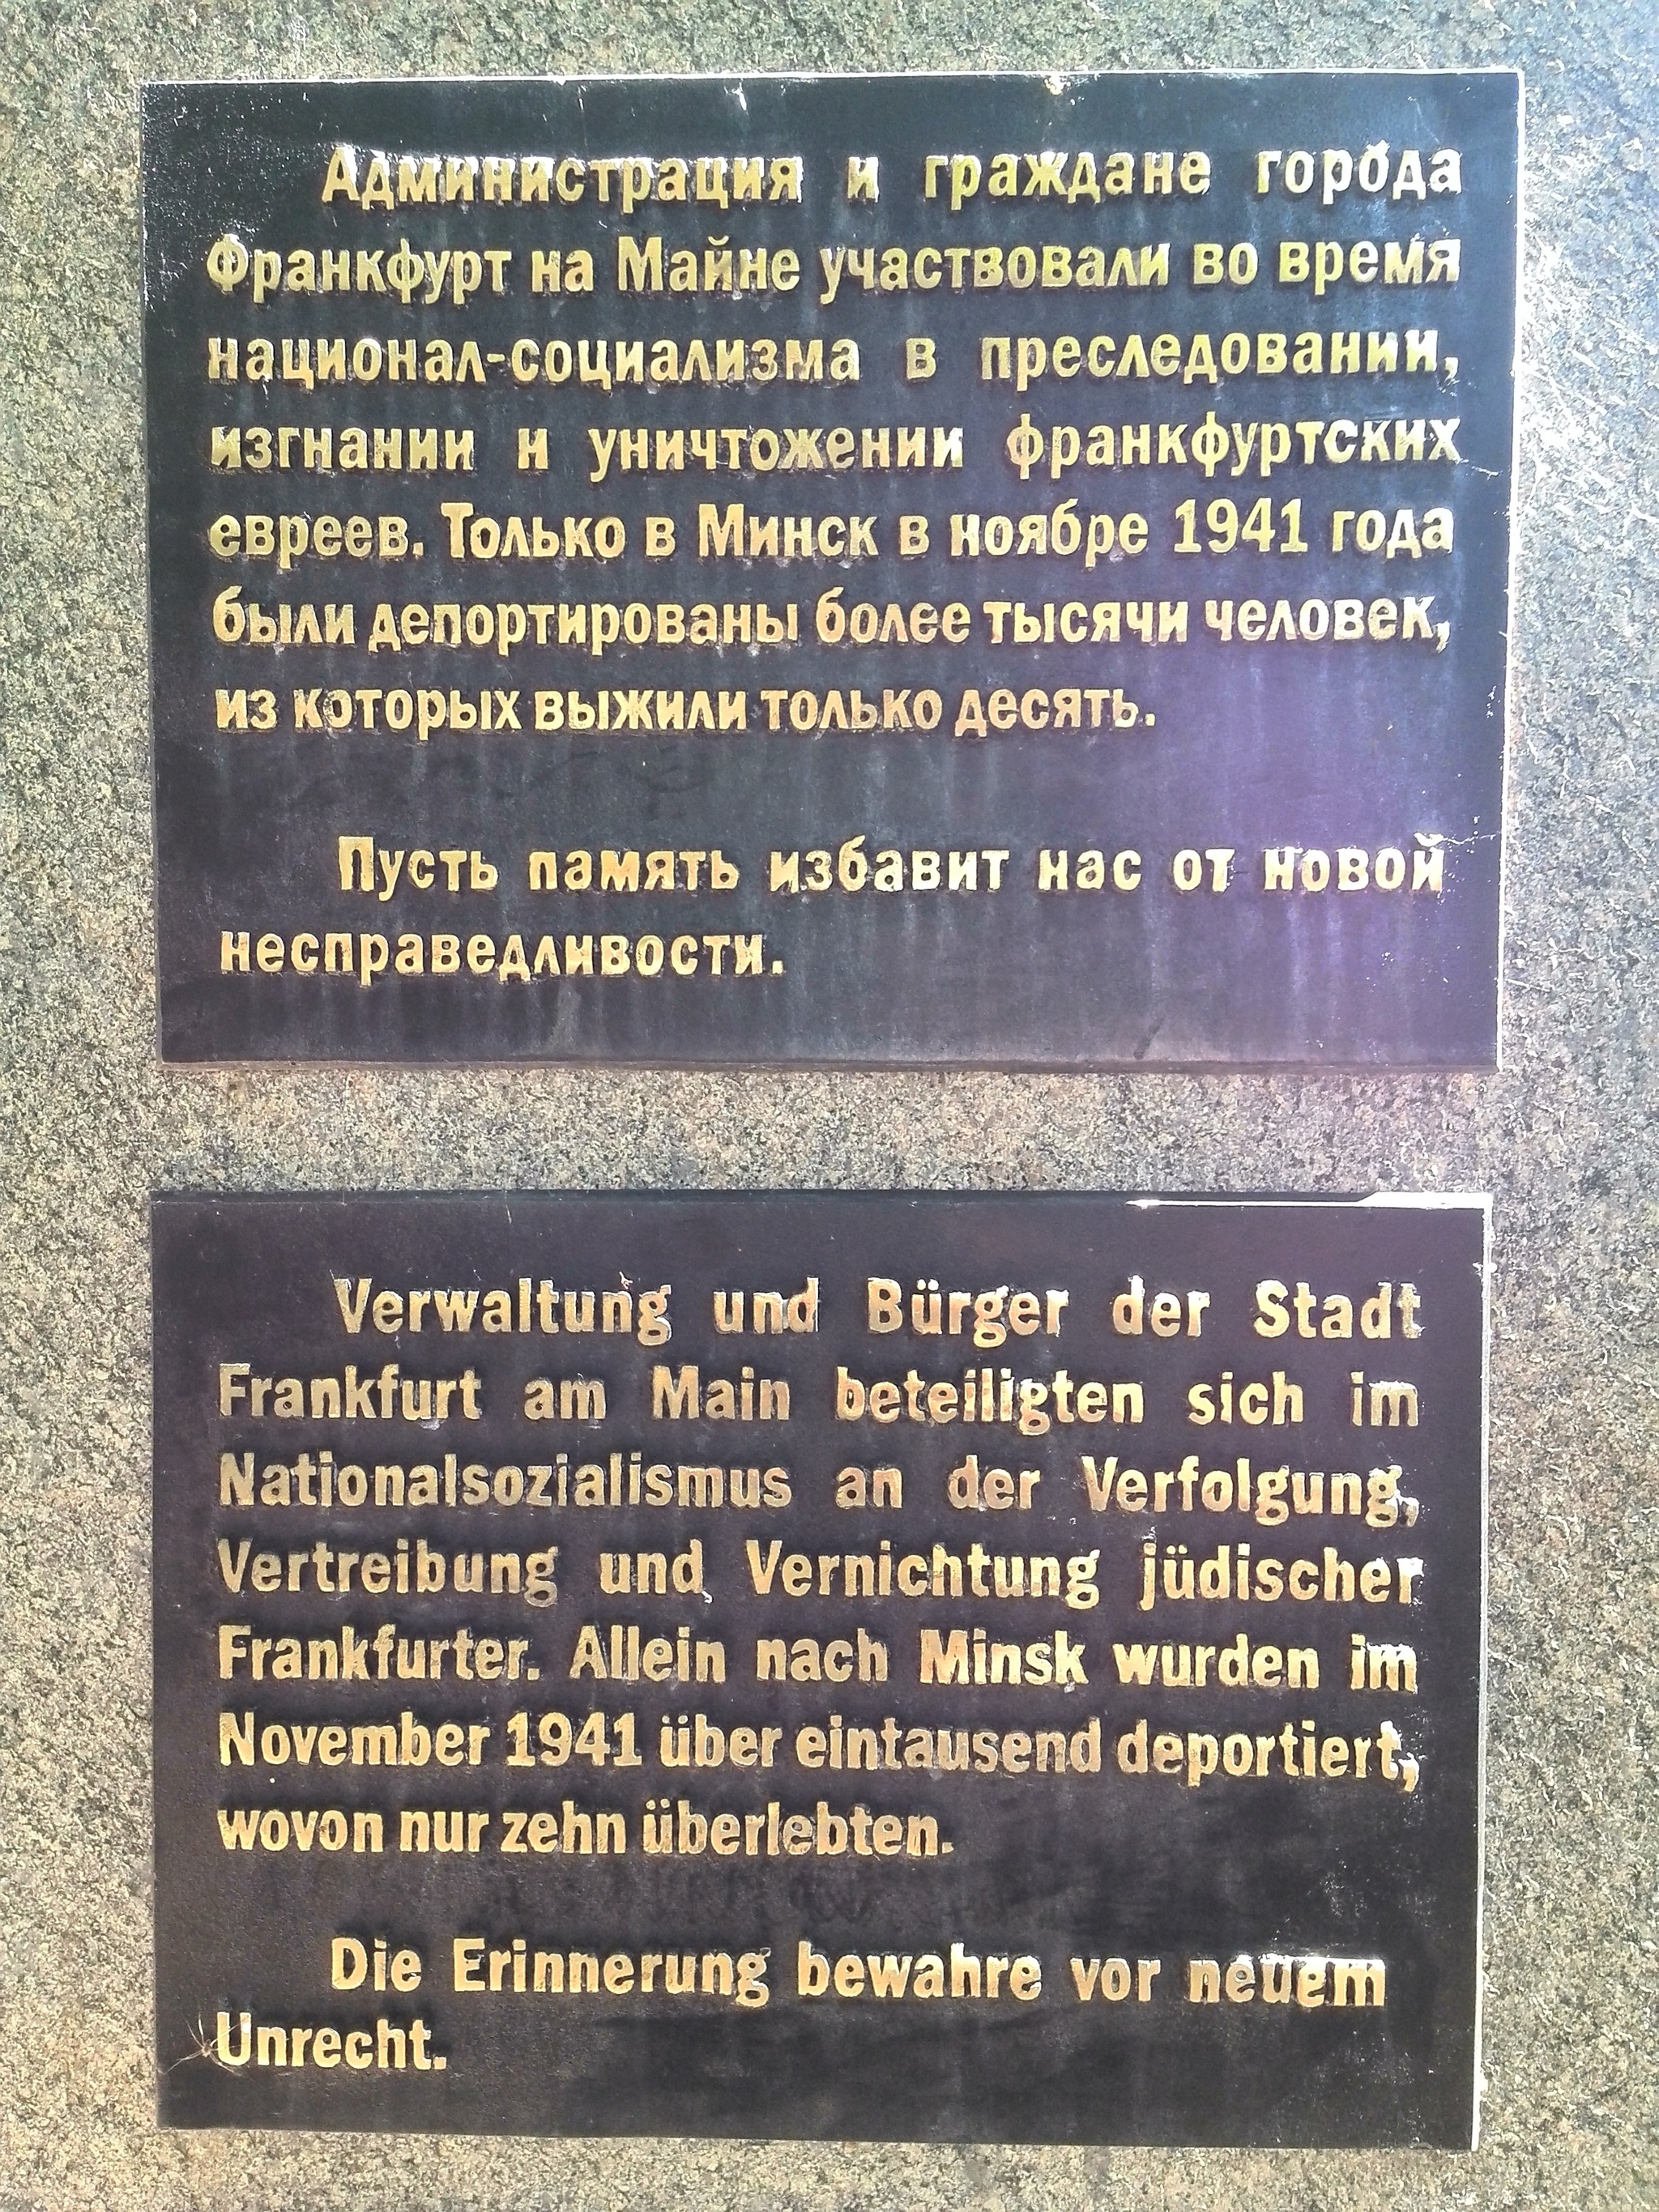 Администрация и граждане города
Франкфурт на Майне участвовали во время
национал-социализма в преследовании,
изгнании и уничтожении франкфуртских
евреев. Только в Минск в ноябре 1941 года
были депортированы более тысячи человек,
из которых выжили только десять.
Пусть память избавит нас от новой
несправедливости.
Verwaltung und Bürger der Stadt
Frankfurt am Main beteiligten sich im
Nationalsozialismus an der Verfolgung,
Vertreibung und Vernichtung jüdischer
Frankfurter. Allein nach Minsk wurden im
November 1941 über eintausend deportiert,
wovon nur zehn überlebten.
Die Erinnerung bewahre vor neuem
Unrecht.